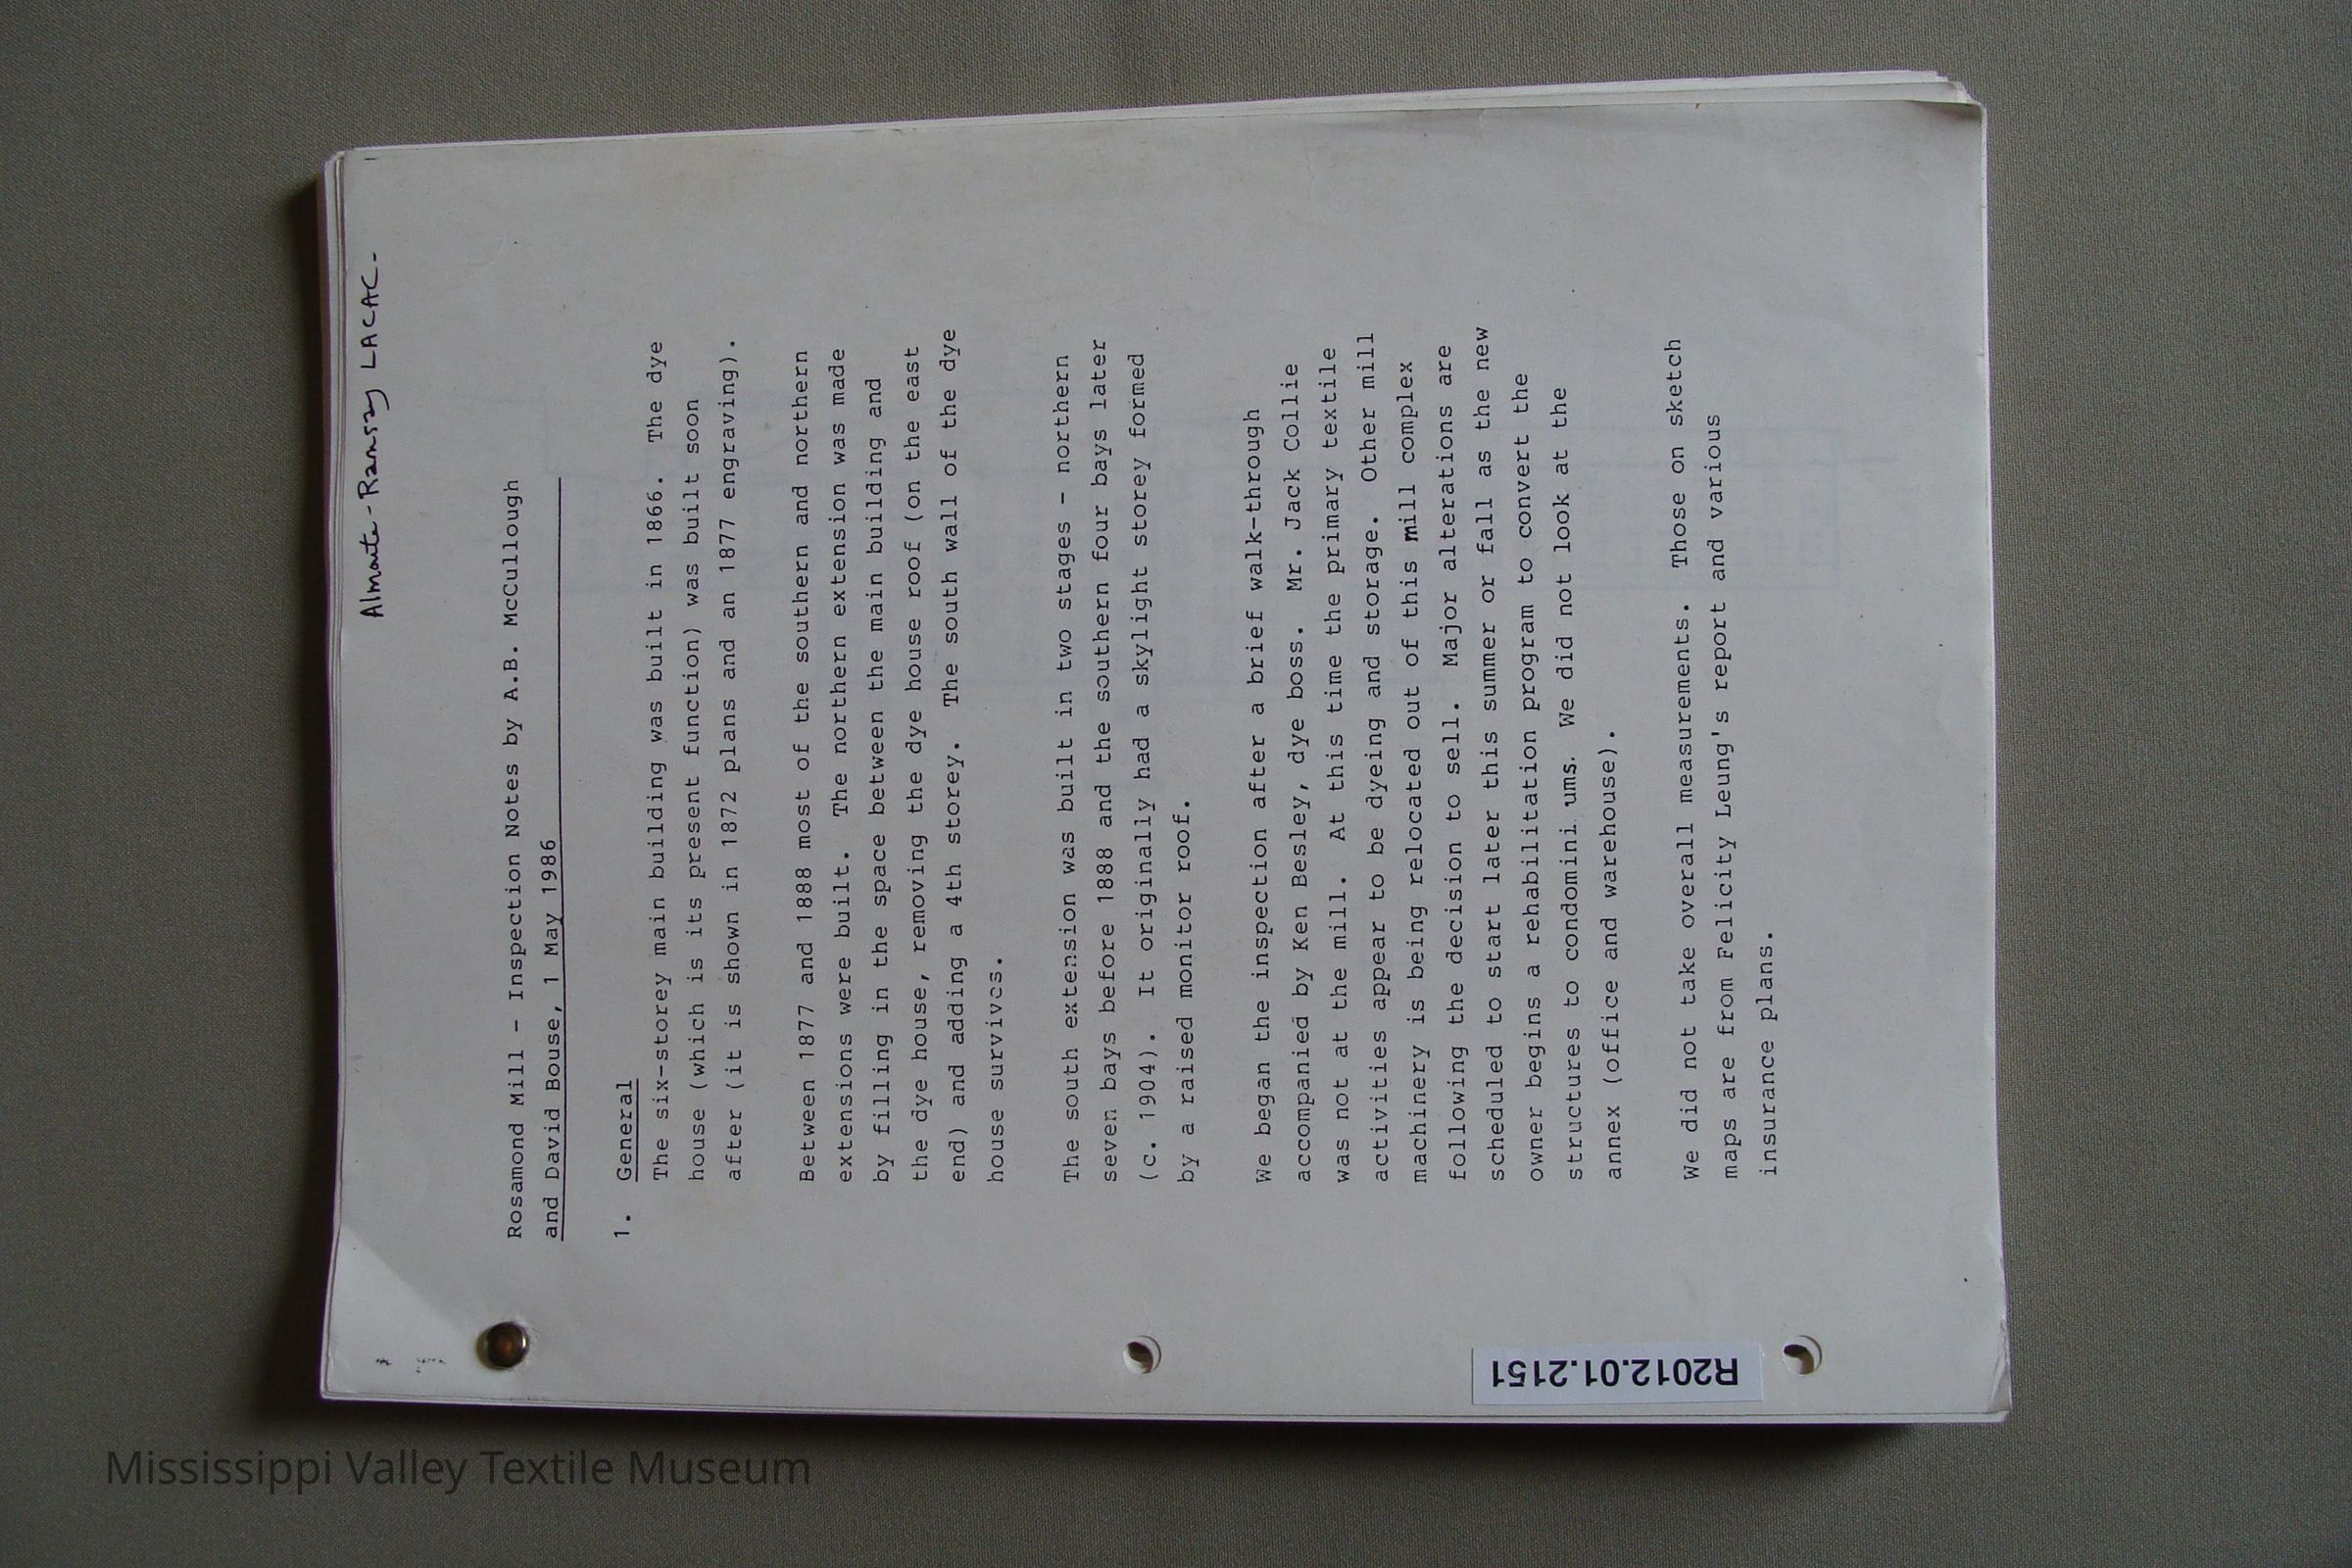 Almonte-Ramsay LACAC.
Rosamond Mill - Inspection Notes by A.B. McCullough
and David Bouse, 1 May 1986
1. General
The six-storey main building was built in 1866. The dye
house (which is its present function) was built soon
after (it is shown in 1872 plans and an 1877 engraving).
Between 1877 and 1888 most of the southern and northern
extensions were built. The northern extension was made
by filling in the space between the main building and
the dye house, removing the dye house roof (on the east
end) and adding a 4th storey. The south wall of the dye
house survives.
The south extension was built in two stages - northern
seven bays before 1888 and the southern four bays later
(c. 1904). It originally had a skylight storey formed
by a raised monitor roof.
We began the inspection after a brief walk-through
accompanied by Ken Besley, dye boss. Mr. Jack Collie
was not at the mill. At this time the primary textile
activities appear to be dyeing and storage. Other mill
machinery is being relocated out of this mill complex
following the decision to sell. Major alterations are
scheduled to start later this summer or fall as the new
owner begins a rehabilitation program to convert the
structures to condomini ums. We did not look at the
annex (office and warehouse).
We did not take overall measurements. Those on sketch
maps are from Felicity Leung's report and various
insurance plans.
R2012.01.2151
Mississippi Valley Textile Museum